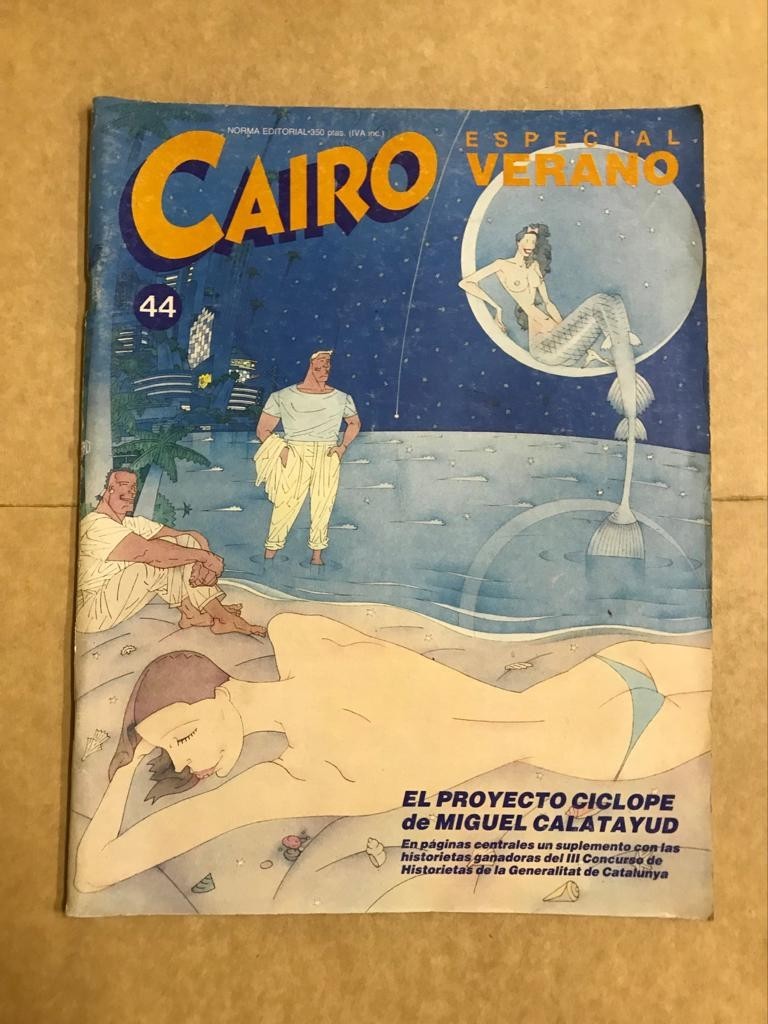 NORMA EDITORIAL•350 ptas. (IVA inc.)
CAIRO
ESPECIAL
VERANO
44
EL PROYECTO CICLOPE
de MIGUEL CALATAYUD
En páginas centrales un suplemento con las
historietas ganadoras del III Concurso de
Historietas de la Generalitat de Catalunya